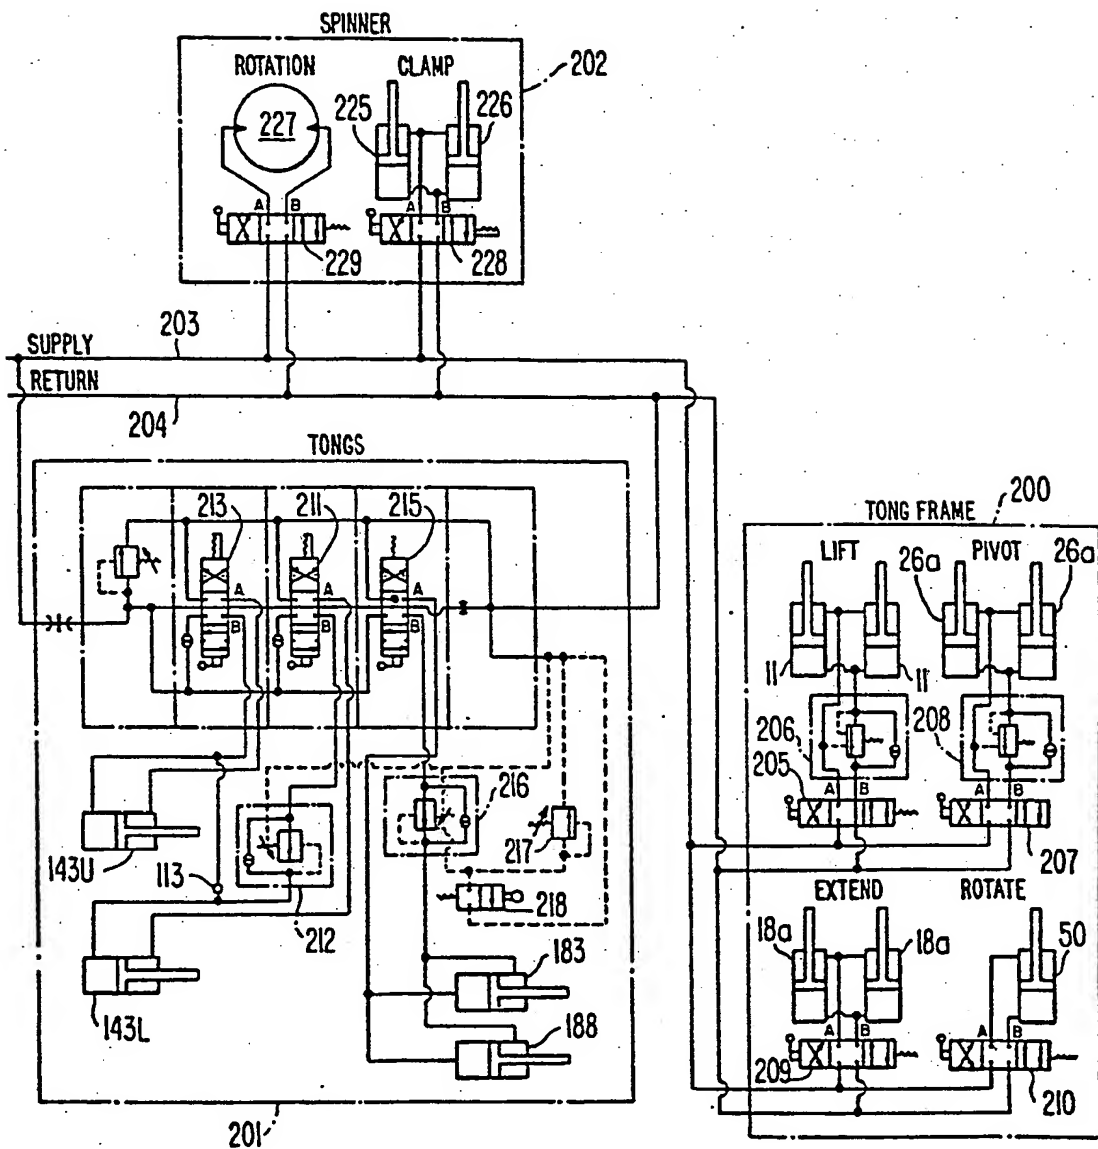 SPINNER
202
ROTATION
CLAMP
227
225
226
A B
A B
229
228
203
SUPPLY
RETURN
204
TONGS
213
211
215
A
A
A
B
B
B
143U
113
212
216
217
218
143L
183
188
201
200
TONG FRAME
LIFT
PIVOT
26a
26a
11
11
206
208
205
A B
A B
207
EXTEND
ROTATE
18a
18a
50
A B
A B
209
210